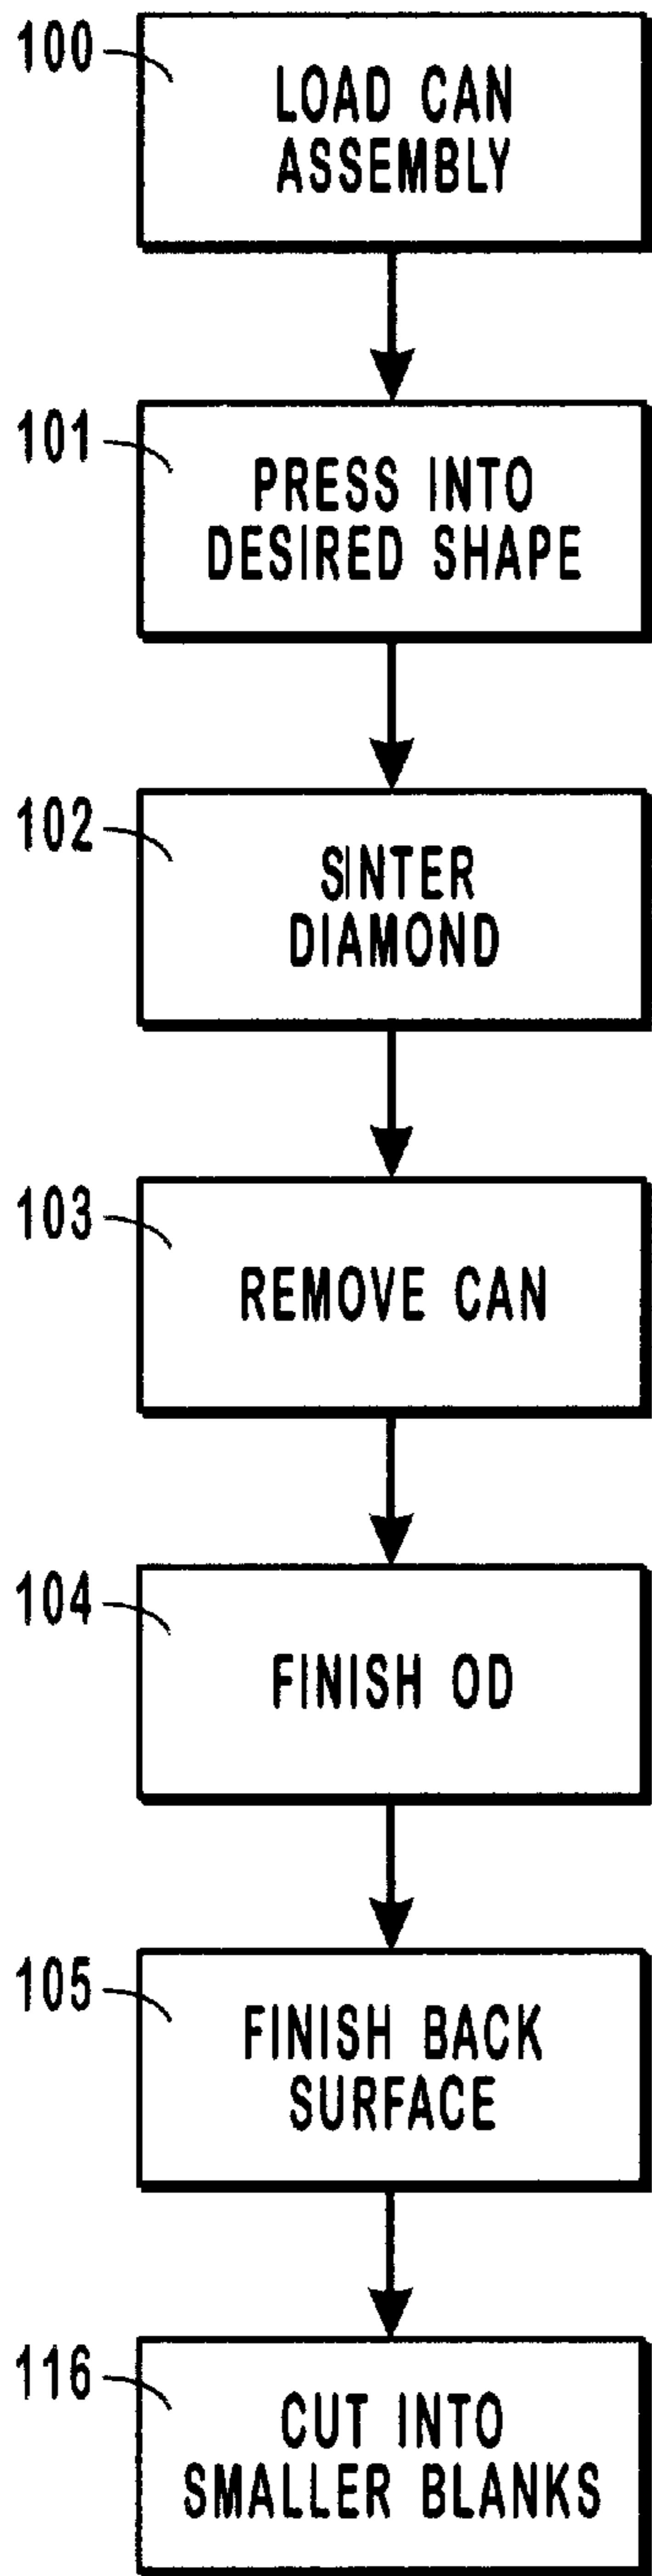 100
LOAD CAN
ASSEMBLY
101
PRESS INTO
DESIRED SHAPE
102
SINTER
DIAMOND
103
REMOVE CAN
104
FINISH OD
105
FINISH BACK
SURFACE
116
CUT INTO
SMALLER BLANKS